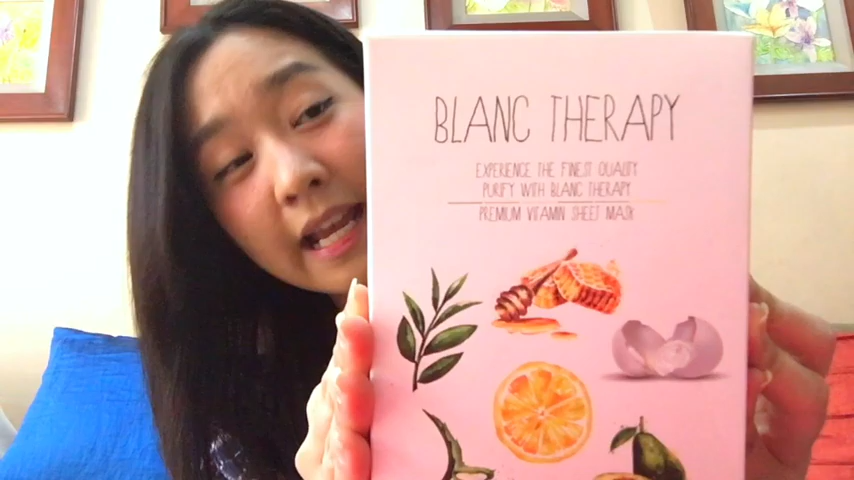 BLANC THERAPY
EXPERIENCE THE FINEST QUALITY
PURIFY WITH BLANC THERAPY
PREMIUM VITAMIN SHEET MASK